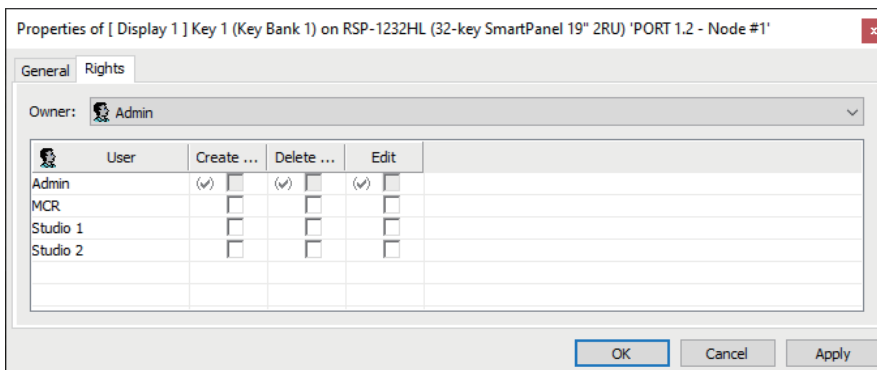 Properties of [ Display 1 ] Key 1 (Key Bank 1) on RSP-1232HL (32-key SmartPanel 19" 2RU) 'PORT 1.2 - Node #1'
General Rights
Owner: Admin
User Create ... Delete ... Edit
Admin
MCR
Studio 1
Studio 2
OK Cancel Apply